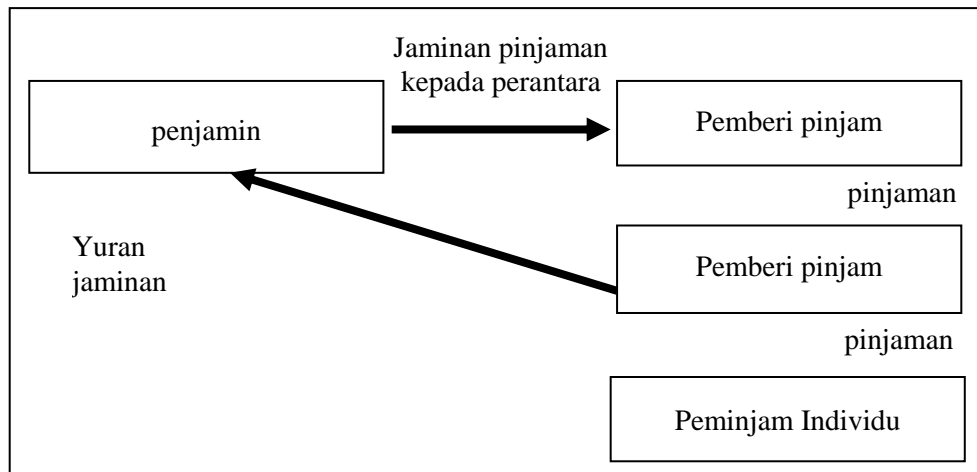 Jaminan pinjaman
kepada perantara
penjamin
Pemberi pinjam
pinjaman
Yuran
jaminan
Pemberi pinjam
pinjaman
Peminjam Individu